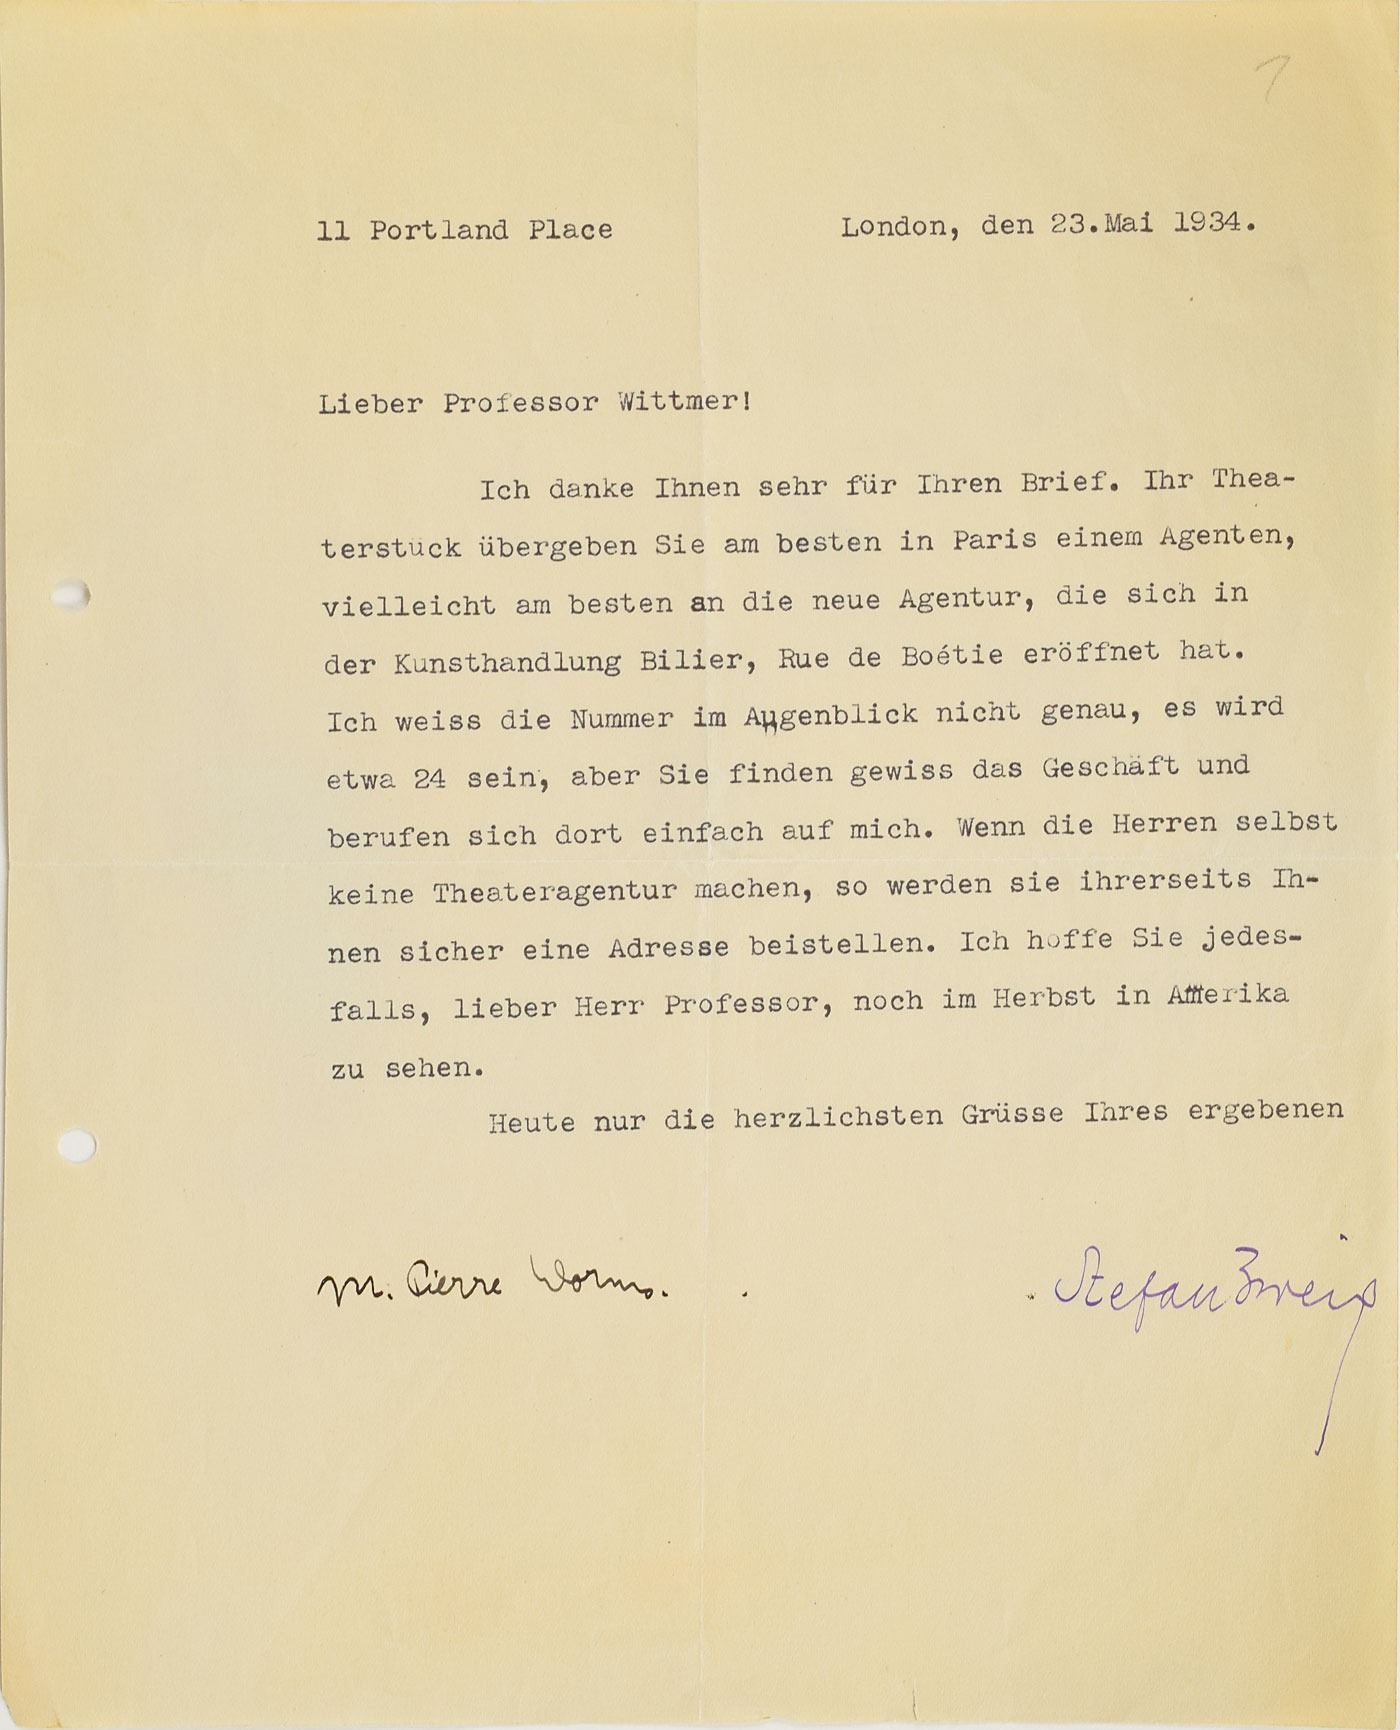 11 Portland Place London, den 23.Mai 1934.
Lieber Professor Wittmer!
Ich danke Ihnen sehr für Ihren Brief. Ihr Thea-
terstück übergeben Sie am besten in Paris einem Agenten,
vielleicht am besten an die neue Agentur, die sich in
der Kunsthandlung Bilier, Rue de Boétie eröffnet hat.
Ich weiss die Nummer im Augenblick nicht genau, es wird
etwa 24 sein, aber Sie finden gewiss das Geschäft und
berufen sich dort einfach auf mich. Wenn die Herren selbst
keine Theateragentur machen, so werden sie ihrerseits Ih-
nen sicher eine Adresse beistellen. Ich hoffe Sie jedes-
falls, lieber Herr Professor, noch im Herbst in Amerika
zu sehen.
Heute nur die herzlichsten Grüsse Ihres ergebenen
M. Pierre Worms. Stefan Zweig